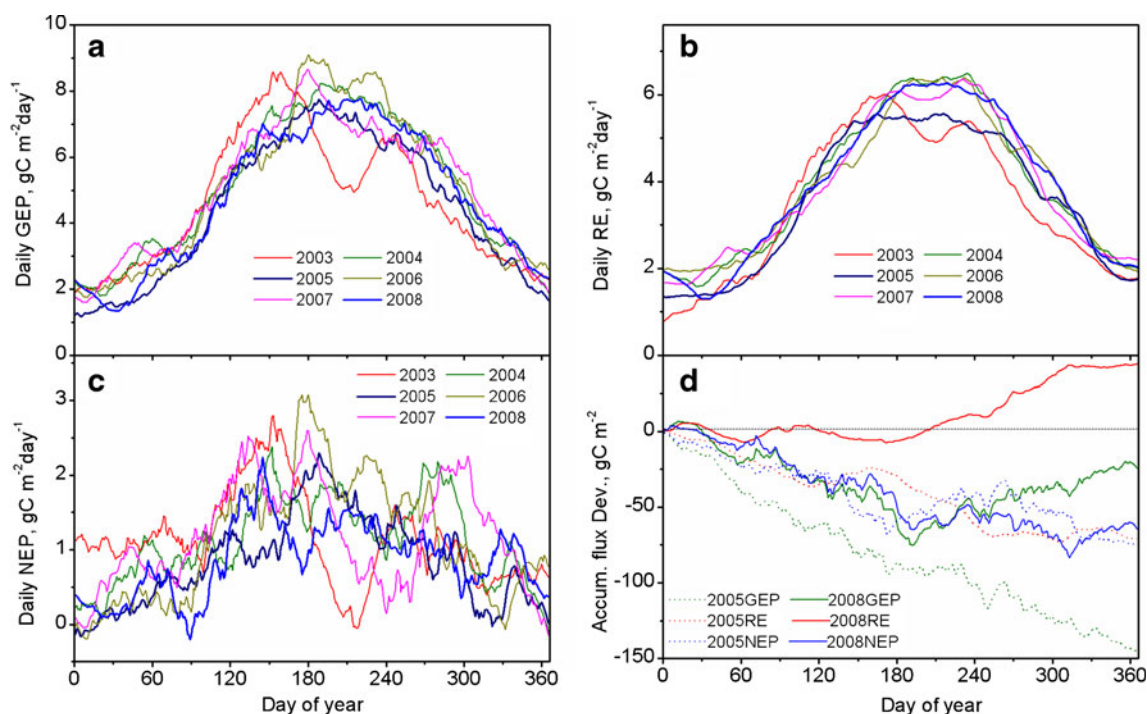 a
Daily GEP, gC m⁻²day⁻¹
10
8
6
4
2
0
2003 2004
2005 2006
2007 2008
b
Daily RE, gC m⁻²day⁻¹
6
4
2
0
2003 2004
2005 2006
2007 2008
c
Daily NEP, gC m⁻²day⁻¹
3
2
1
0
2003 2004
2005 2006
2007 2008
0 60 120 180 240 300 360
Day of year
d
Accum. flux Dev., gC m⁻²
0
-50
-100
-150
2005GEP 2008GEP
2005RE 2008RE
2005NEP 2008NEP
0 60 120 180 240 300 360
Day of year